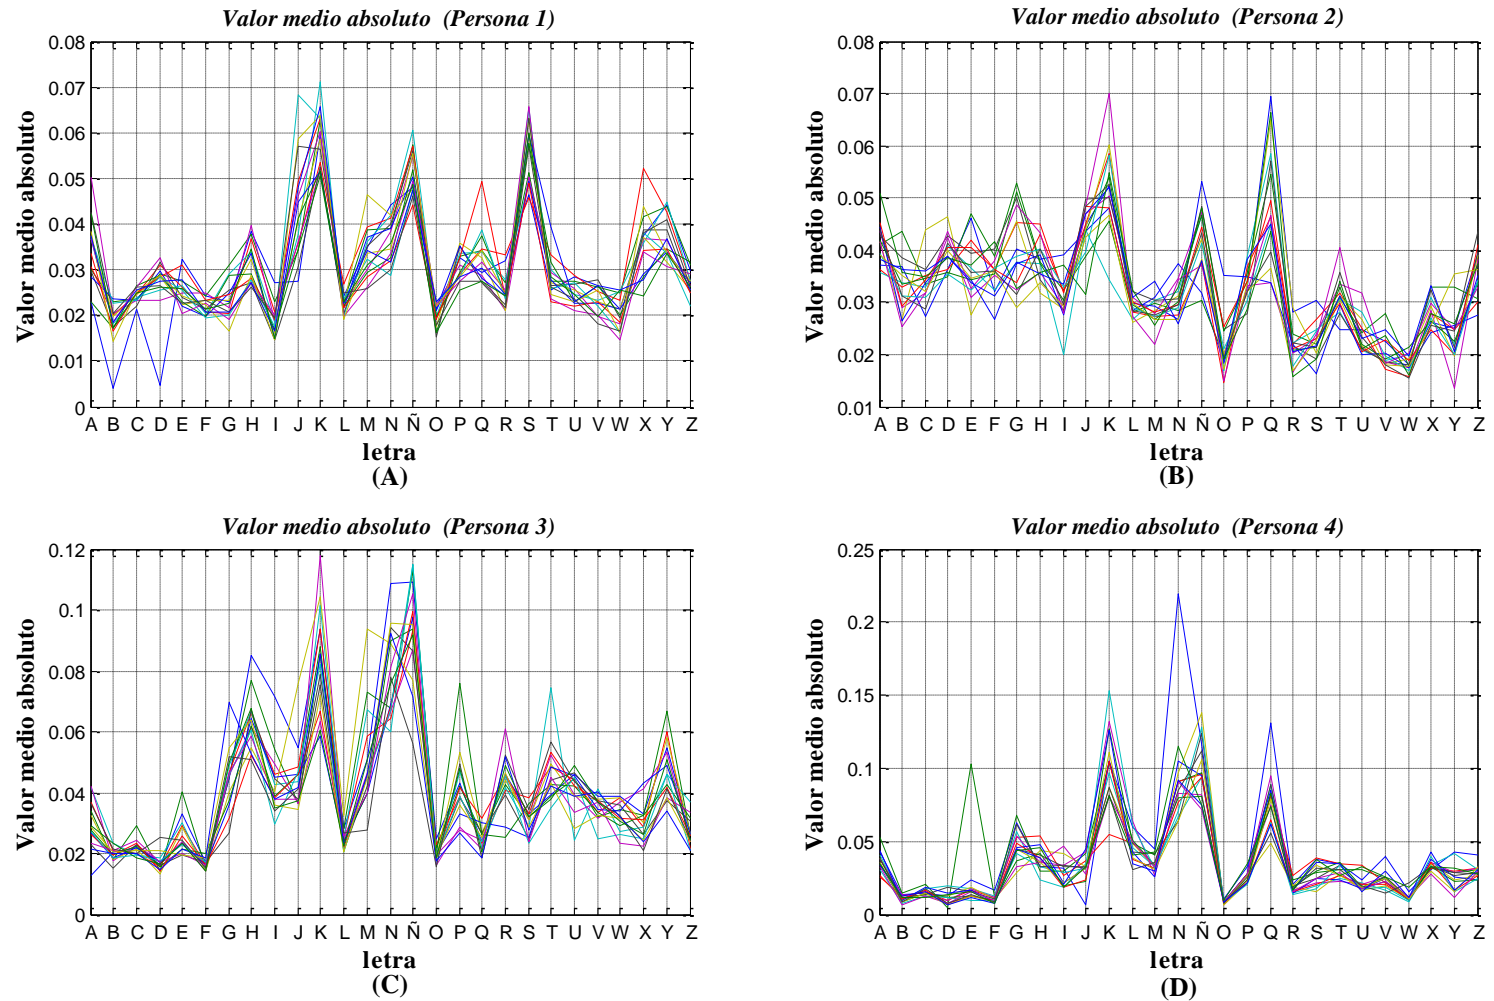 Valor medio absoluto (Persona 1)
Valor medio absoluto
0.08
0.07
0.06
0.05
0.04
0.03
0.02
0.01
0
A B C D E F G H I J K L M N Ñ O P Q R S T U V W X Y Z
letra
(A)
Valor medio absoluto (Persona 2)
Valor medio absoluto
0.08
0.07
0.06
0.05
0.04
0.03
0.02
0.01
A B C D E F G H I J K L M N Ñ O P Q R S T U V W X Y Z
letra
(B)
Valor medio absoluto (Persona 3)
Valor medio absoluto
0.12
0.1
0.08
0.06
0.04
0.02
0
A B C D E F G H I J K L M N Ñ O P Q R S T U V W X Y Z
letra
(C)
Valor medio absoluto (Persona 4)
Valor medio absoluto
0.25
0.2
0.15
0.1
0.05
0
A B C D E F G H I J K L M N Ñ O P Q R S T U V W X Y Z
letra
(D)